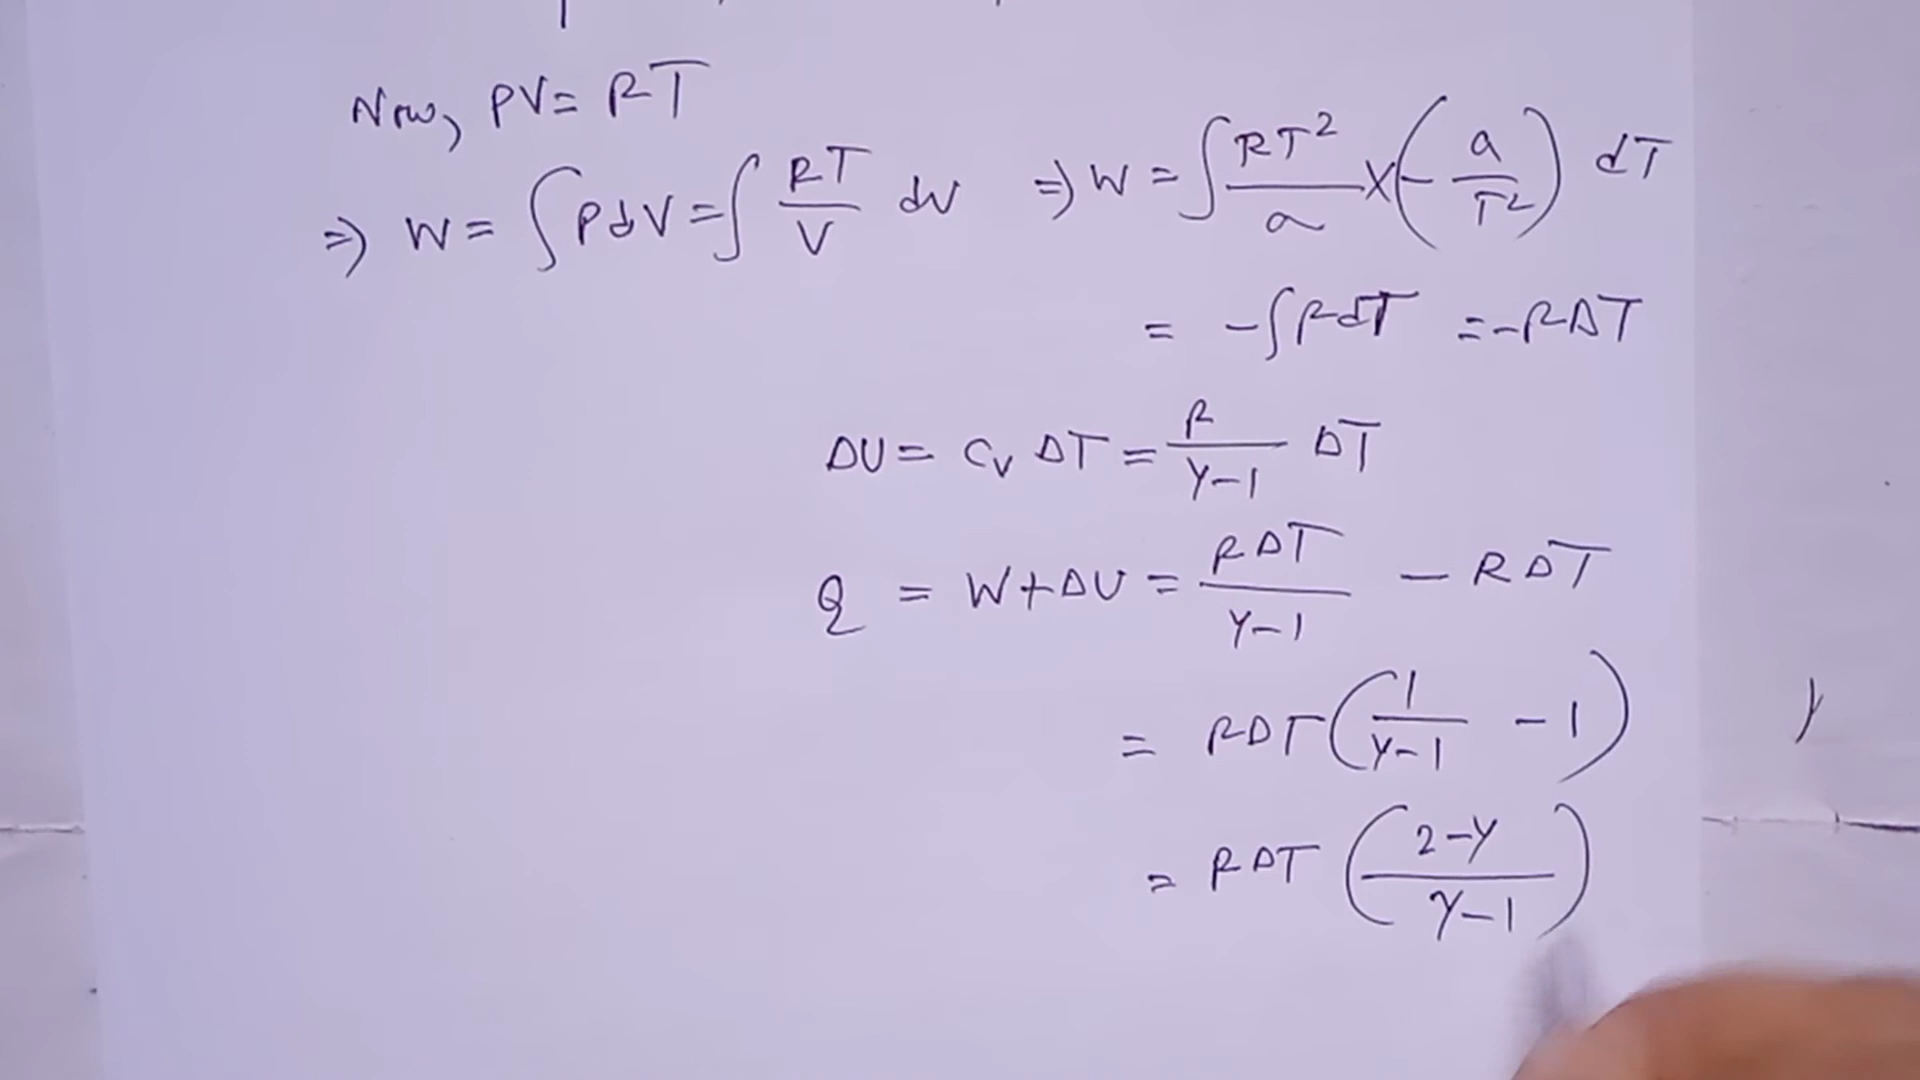 Now, PV = RT
⇒ W = ∫PdV = ∫ RT/V dV ⇒ W = ∫ RT²/a × (- a/T²) dT
= -∫RdT = -RΔT
ΔU = Cv ΔT = R/(γ-1) ΔT
Q = W+ΔU = RΔT/(γ-1) - RΔT
= RΔT (1/(γ-1) - 1)
= RΔT ((2-γ)/(γ-1))